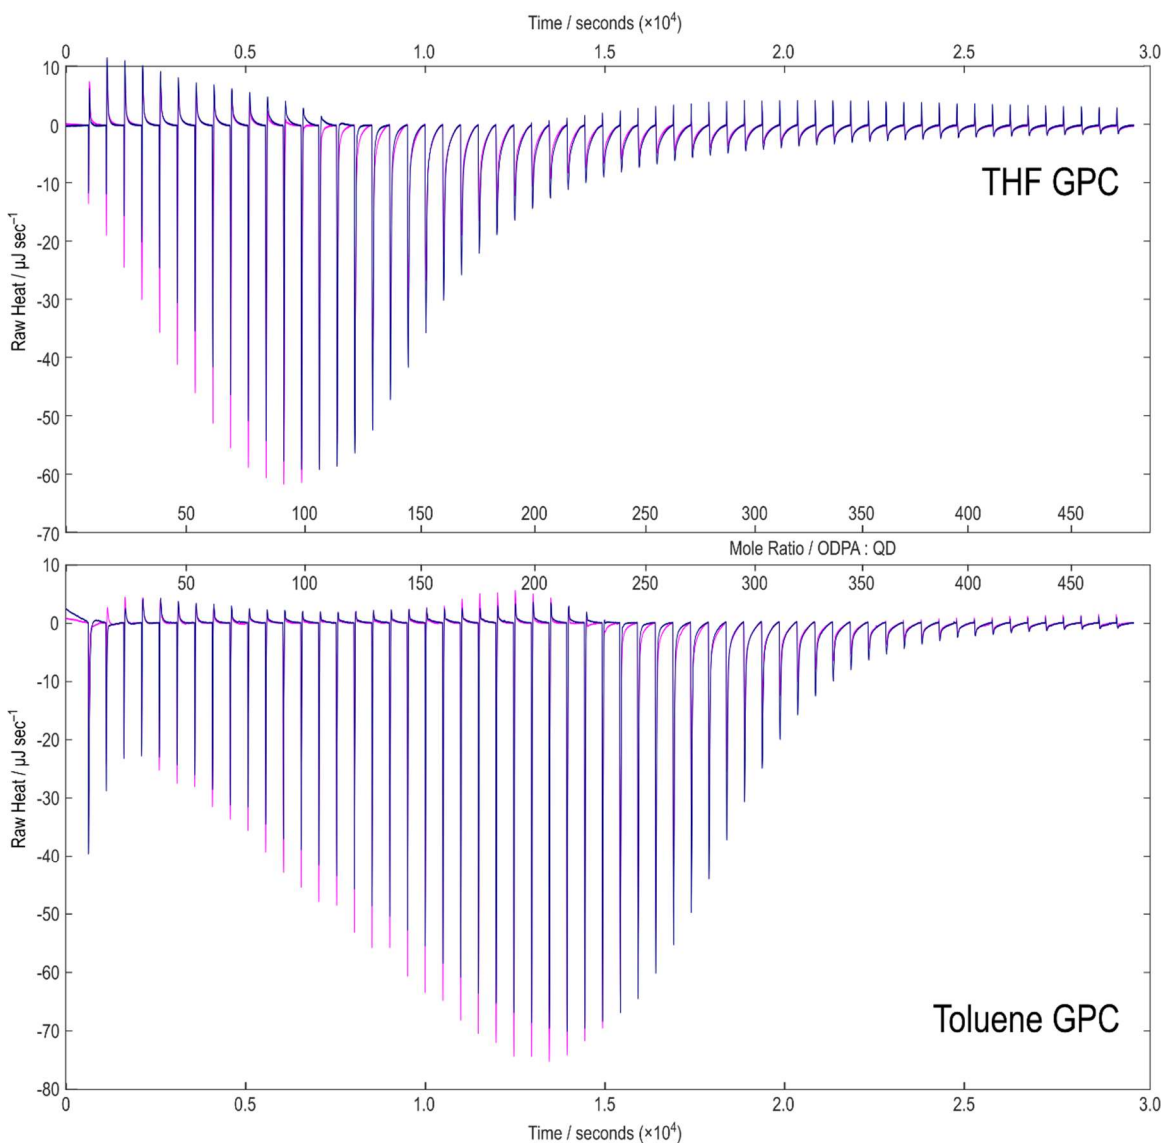 Time / seconds (×10⁴)
0 0.5 1.0 1.5 2.0 2.5 3.0
10
0
-10
-20
-30
-40
-50
-60
-70
Raw Heat / µJ sec⁻¹
THF GPC
50 100 150 200 250 300 350 400 450
Mole Ratio / ODPA : QD
50 100 150 200 250 300 350 400 450
10
0
-10
-20
-30
-40
-50
-60
-70
-80
Raw Heat / µJ sec⁻¹
Toluene GPC
0 0.5 1.0 1.5 2.0 2.5 3.0
Time / seconds (×10⁴)